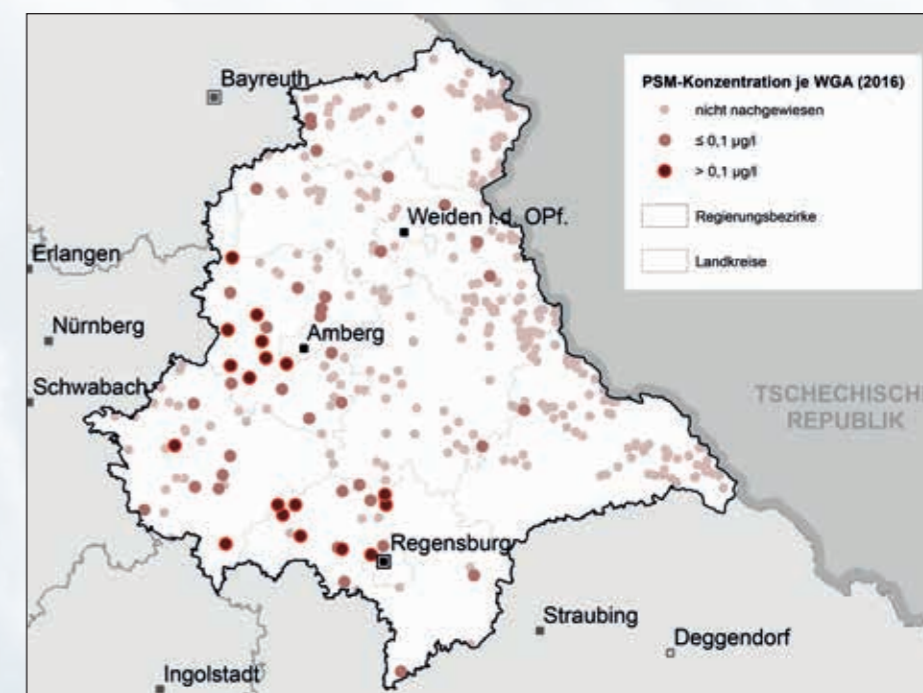 Bayreuth
PSM-Konzentration je WGA (2016)
nicht nachgewiesen
≤ 0,1 µg/l
> 0,1 µg/l
Regierungsbezirke
Landkreise
Weiden i.d. OPf.
Erlangen
Nürnberg
Amberg
Schwabach
TSCHECHISCHE
REPUBLIK
Regensburg
Straubing
Deggendorf
Ingolstadt